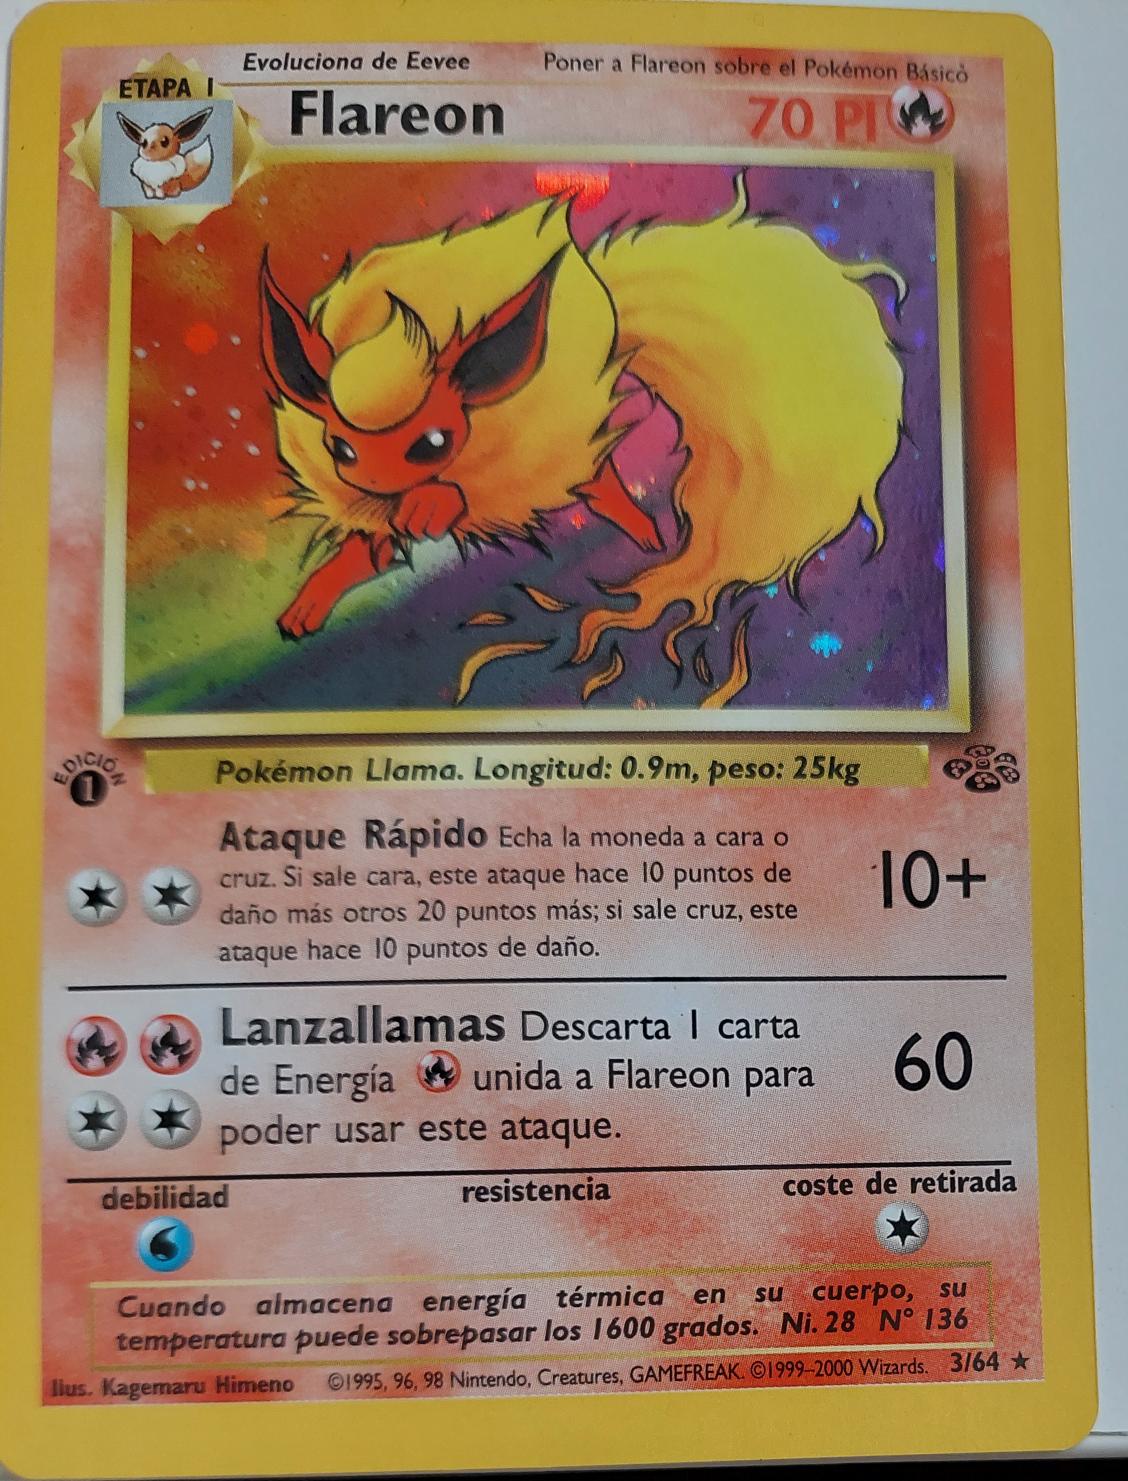 Evoluciona de Eevee Poner a Flareon sobre el Pokémon Básico
ETAPA 1
Flareon 70 PI
EDICIÓN 1
Pokémon Llama. Longitud: 0.9m, peso: 25kg
Ataque Rápido Echa la moneda a cara o
cruz. Si sale cara, este ataque hace 10 puntos de
daño más otros 20 puntos más; si sale cruz, este
ataque hace 10 puntos de daño.
10+
Lanzallamas Descarta 1 carta
de Energía unida a Flareon para
poder usar este ataque.
60
debilidad resistencia coste de retirada
Cuando almacena energía térmica en su cuerpo, su
temperatura puede sobrepasar los 1600 grados. Ni. 28 N° 136
Ilus. Kagemaru Himeno ©1995, 96, 98 Nintendo, Creatures, GAMEFREAK. ©1999–2000 Wizards. 3/64 ★